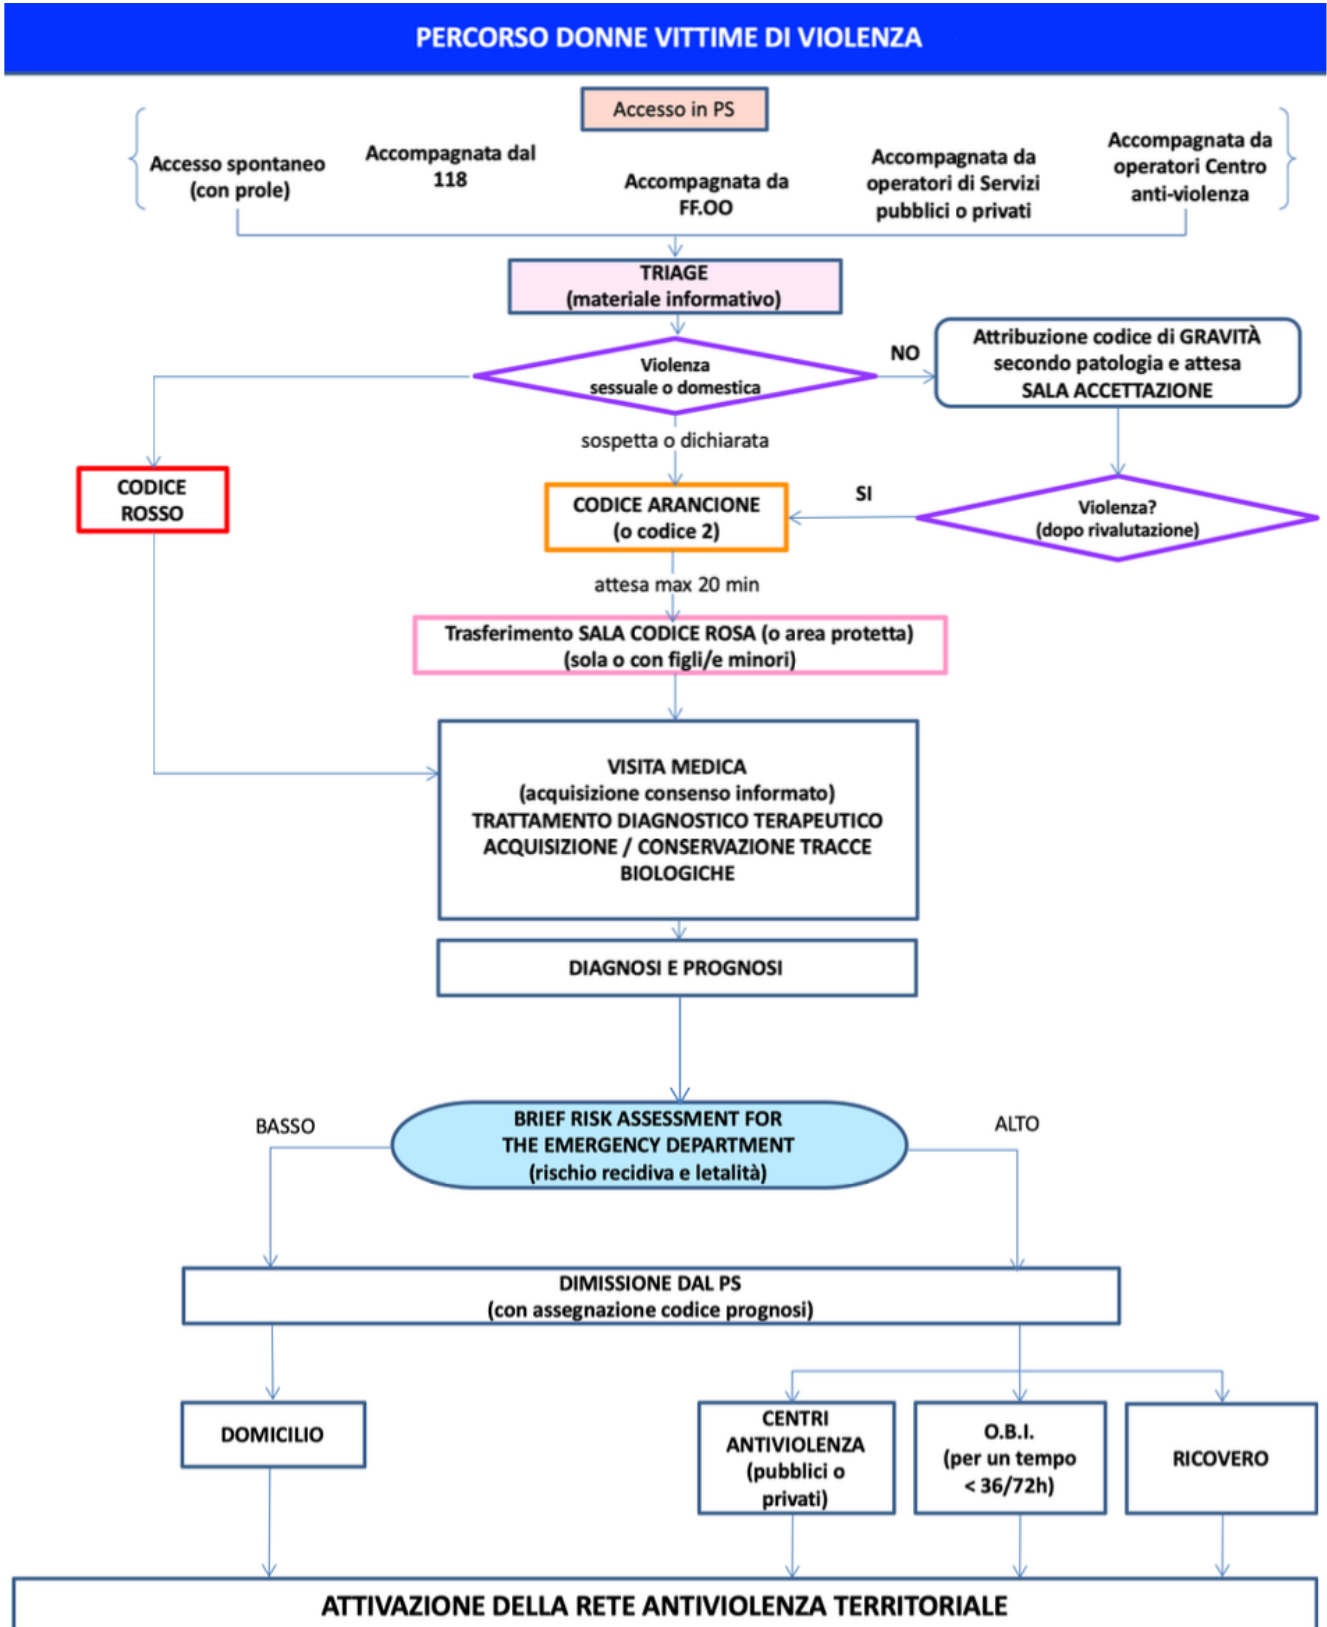 PERCORSO DONNE VITTIME DI VIOLENZA
Accesso in PS
Accesso spontaneo
(con prole)
Accompagnata dal
118
Accompagnata da
FF.OO
Accompagnata da
operatori di Servizi
pubblici o privati
Accompagnata da
operatori Centro
anti-violenza
TRIAGE
(materiale informativo)
Violenza
sessuale o domestica
NO
Attribuzione codice di GRAVITÀ
secondo patologia e attesa
SALA ACCETTAZIONE
sospetta o dichiarata
CODICE
ROSSO
CODICE ARANCIONE
(o codice 2)
SI
Violenza?
(dopo rivalutazione)
attesa max 20 min
Trasferimento SALA CODICE ROSA (o area protetta)
(sola o con figli/e minori)
VISITA MEDICA
(acquisizione consenso informato)
TRATTAMENTO DIAGNOSTICO TERAPEUTICO
ACQUISIZIONE / CONSERVAZIONE TRACCE
BIOLOGICHE
DIAGNOSI E PROGNOSI
BASSO
BRIEF RISK ASSESSMENT FOR
THE EMERGENCY DEPARTMENT
(rischio recidiva e letalità)
ALTO
DIMISSIONE DAL PS
(con assegnazione codice prognosi)
DOMICILIO
CENTRI
ANTIVIOLENZA
(pubblici o
privati)
O.B.I.
(per un tempo
< 36/72h)
RICOVERO
ATTIVAZIONE DELLA RETE ANTIVIOLENZA TERRITORIALE